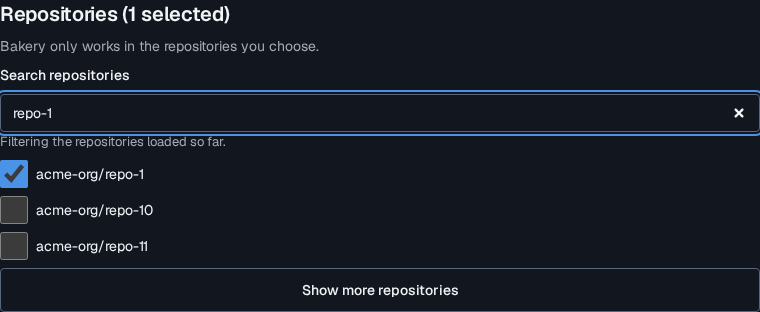 Repositories (1 selected)
Bakery only works in the repositories you choose.
Search repositories
repo-1
Filtering the repositories loaded so far.
acme-org/repo-1
acme-org/repo-10
acme-org/repo-11
Show more repositories